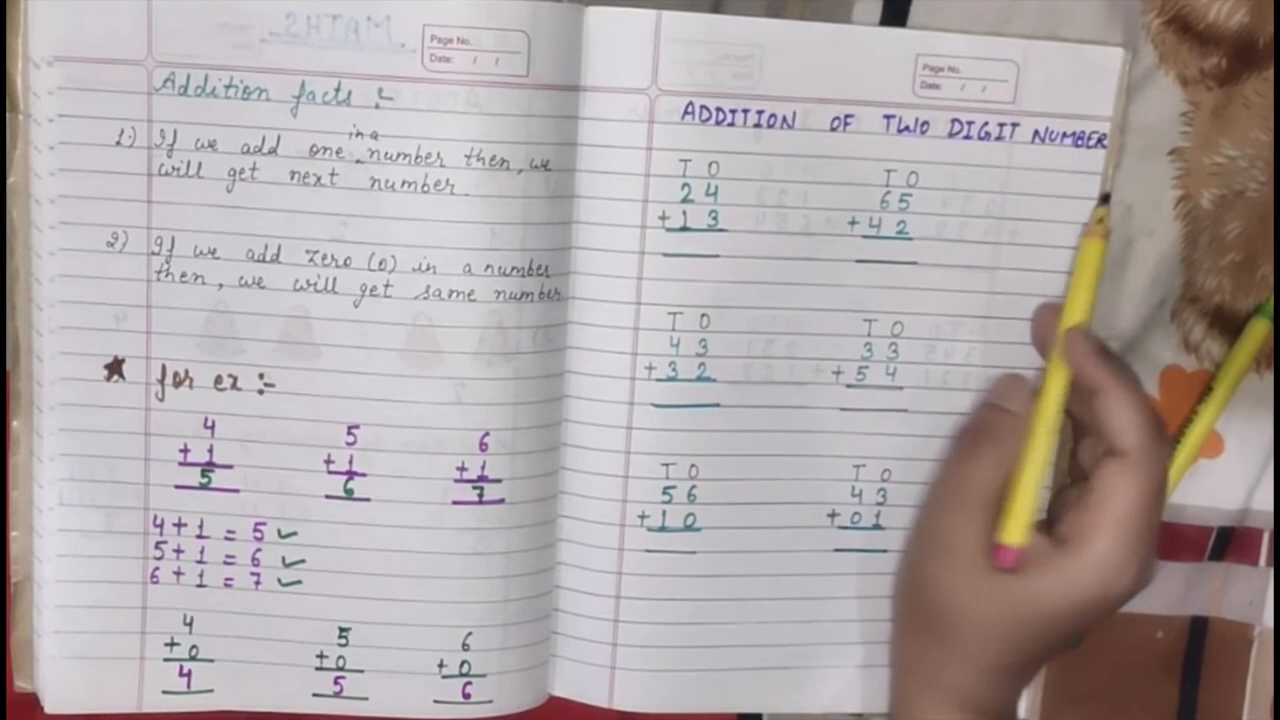 MATHS
Page No.
Date: / /
Addition facts :-
in a
1.) If we add one number then, we
will get next number
2) If we add zero (0) in a number
then, we will get same number
★ for ex :-
4
+ 1
5
5
+ 1
6
6
+ 1
7
4 + 1 = 5 ✓
5 + 1 = 6 ✓
6 + 1 = 7 ✓
4
+ 0
4
5
+ 0
5
6
+ 0
6
Page No.
Date: / /
ADDITION OF TWO DIGIT NUMBER
T O
2 4
+ 1 3
T O
6 5
+ 4 2
T O
4 3
+ 3 2
T O
3 3
+ 5 4
T O
5 6
+ 1 0
T O
4 3
+ 0 1